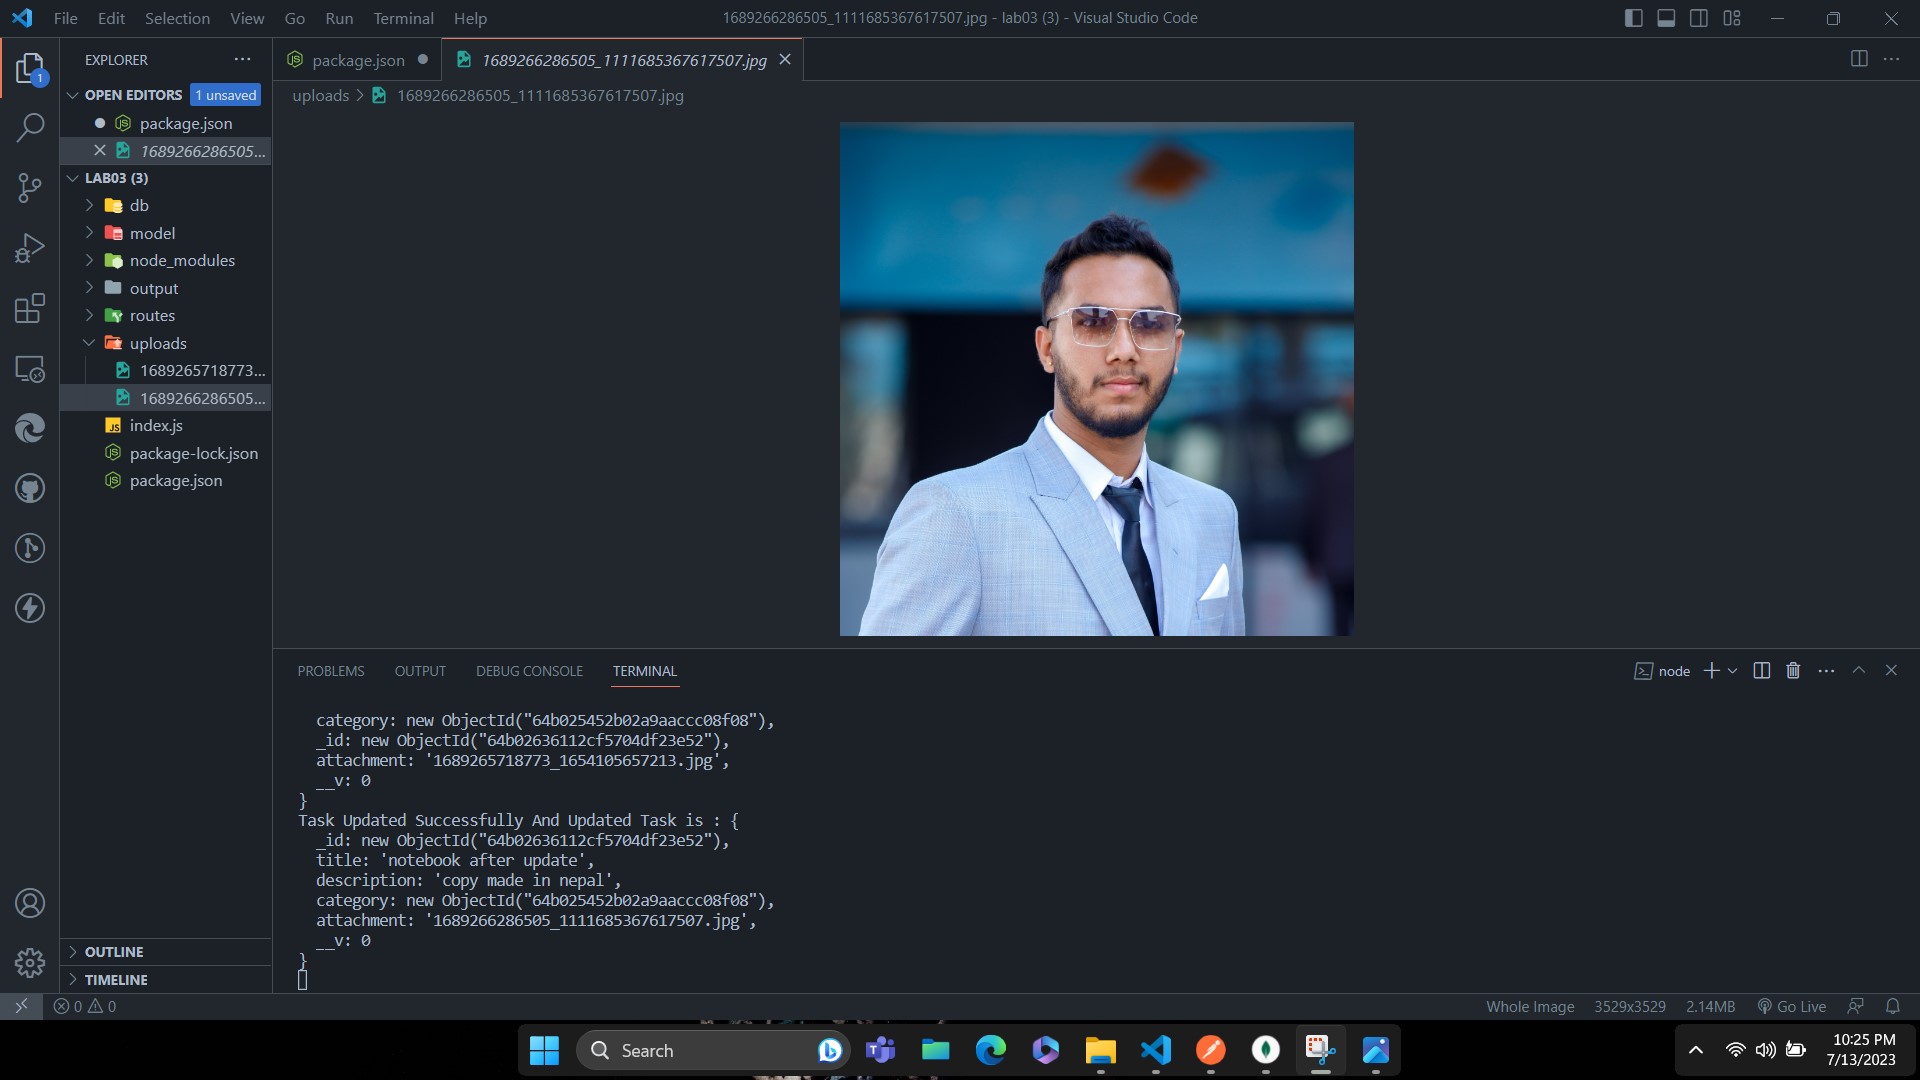 File Edit Selection View Go Run Terminal Help
1689266286505_1111685367617507.jpg - lab03 (3) - Visual Studio Code
EXPLORER
package.json
1689266286505_1111685367617507.jpg
1
OPEN EDITORS 1 unsaved
uploads 1689266286505_1111685367617507.jpg
package.json
1689266286505...
LAB03 (3)
db
model
node_modules
output
routes
uploads
1689265718773...
1689266286505...
JS index.js
package-lock.json
package.json
PROBLEMS OUTPUT DEBUG CONSOLE TERMINAL
node
category: new ObjectId("64b025452b02a9aaccc08f08"),
_id: new ObjectId("64b02636112cf5704df23e52"),
attachment: '1689265718773_1654105657213.jpg',
__v: 0
}
Task Updated Successfully And Updated Task is : {
_id: new ObjectId("64b02636112cf5704df23e52"),
title: 'notebook after update',
description: 'copy made in nepal',
category: new ObjectId("64b025452b02a9aaccc08f08"),
attachment: '1689266286505_1111685367617507.jpg',
__v: 0
}
OUTLINE
TIMELINE
0 0
Whole Image 3529x3529 2.14MB Go Live
Search
10:25 PM
7/13/2023